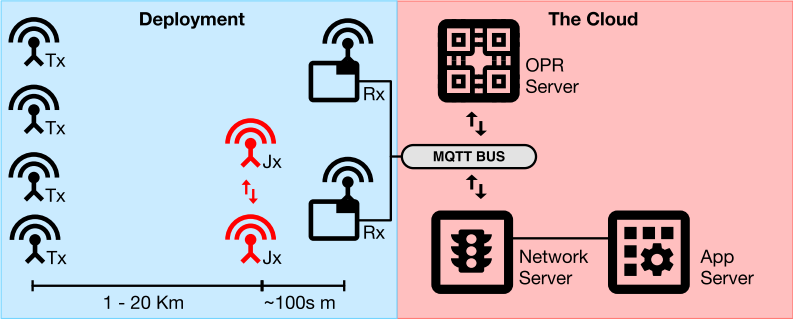 Deployment
The Cloud
Tx
Tx
Tx
Tx
Jx
Jx
Rx
Rx
1 - 20 Km
~100s m
OPR
Server
MQTT BUS
Network
Server
App
Server